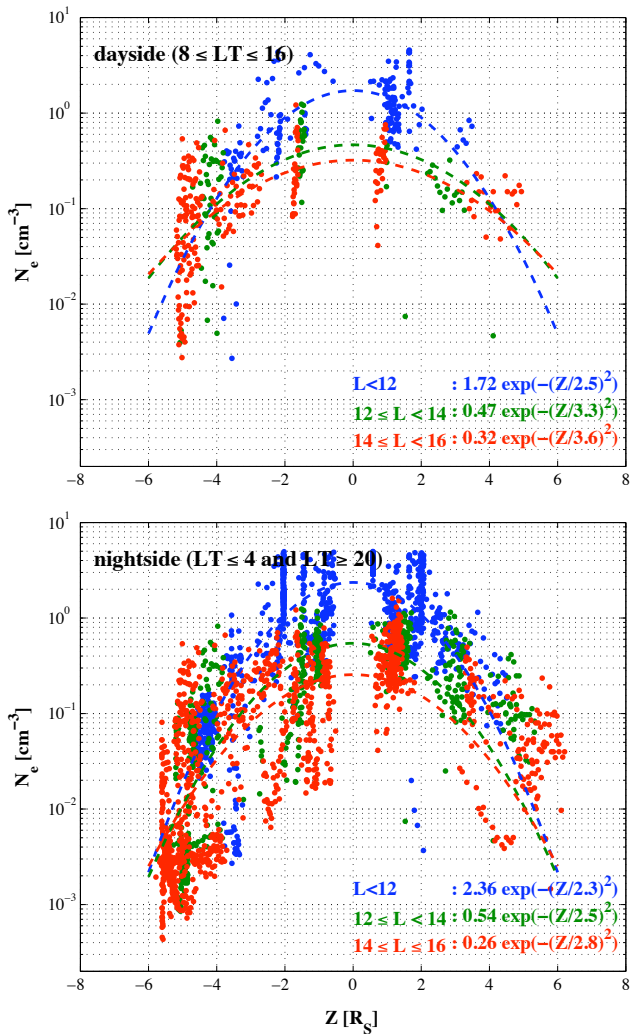 10^1
dayside (8 ≤ LT ≤ 16)
10^0
10^−1
10^−2
10^−3
N_e [cm^−3]
L<12 : 1.72 exp(−(Z/2.5)^2)
12 ≤ L < 14 : 0.47 exp(−(Z/3.3)^2)
14 ≤ L < 16 : 0.32 exp(−(Z/3.6)^2)
−8 −6 −4 −2 0 2 4 6 8
10^1
nightside (LT ≤ 4 and LT ≥ 20)
10^0
10^−1
10^−2
10^−3
N_e [cm^−3]
L<12 : 2.36 exp(−(Z/2.3)^2)
12 ≤ L < 14 : 0.54 exp(−(Z/2.5)^2)
14 ≤ L ≤ 16 : 0.26 exp(−(Z/2.8)^2)
−8 −6 −4 −2 0 2 4 6 8
Z [R_S]